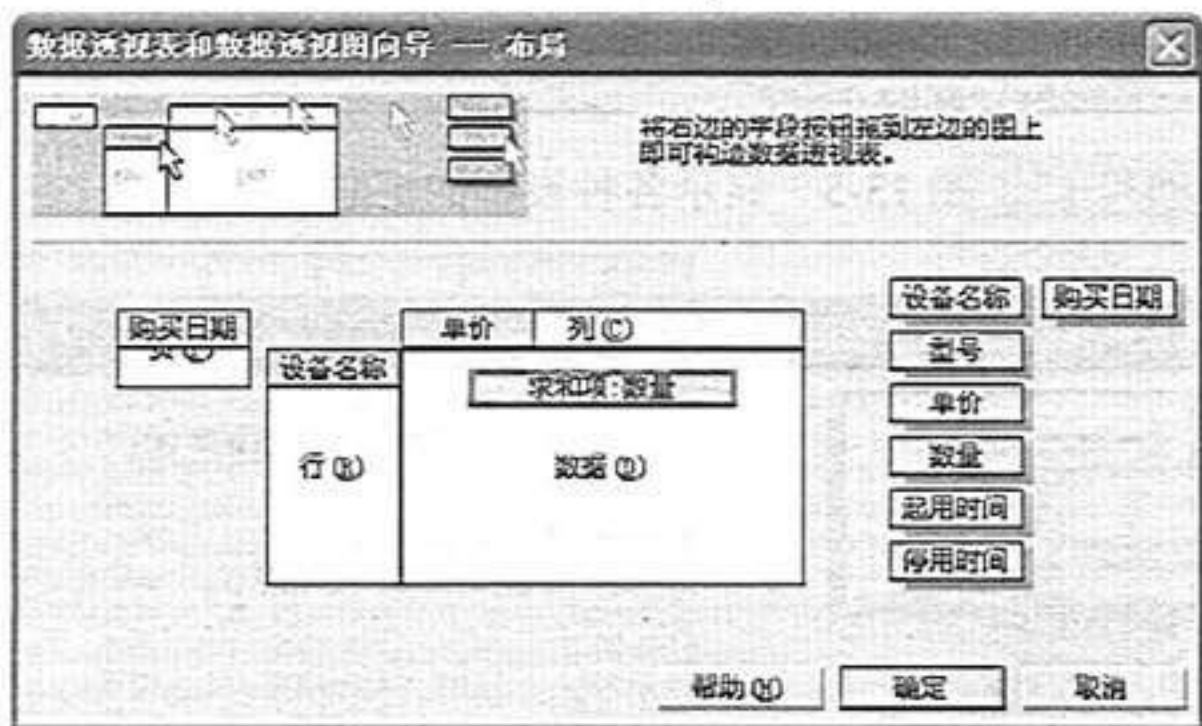 数据透视表和数据透视图向导 — 布局
将右边的字段按钮拖到左边的图上
即可构造数据透视表。
购买日期
单价 列(C)
设备名称
求和项:数量
行(R)
数据(D)
设备名称 购买日期
型号
单价
数量
起用时间
停用时间
帮助(H) 确定 取消